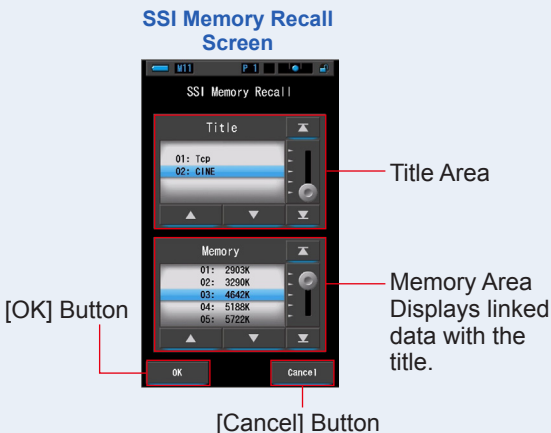 SSI Memory Recall
Screen
M11 P 1
SSI Memory Recall
Title
01: Tcp
02: CINE
Title Area
Memory
01: 2903K
02: 3290K
03: 4642K
04: 5188K
05: 5722K
Memory Area
Displays linked
data with the
title.
[OK] Button
OK
Cancel
[Cancel] Button